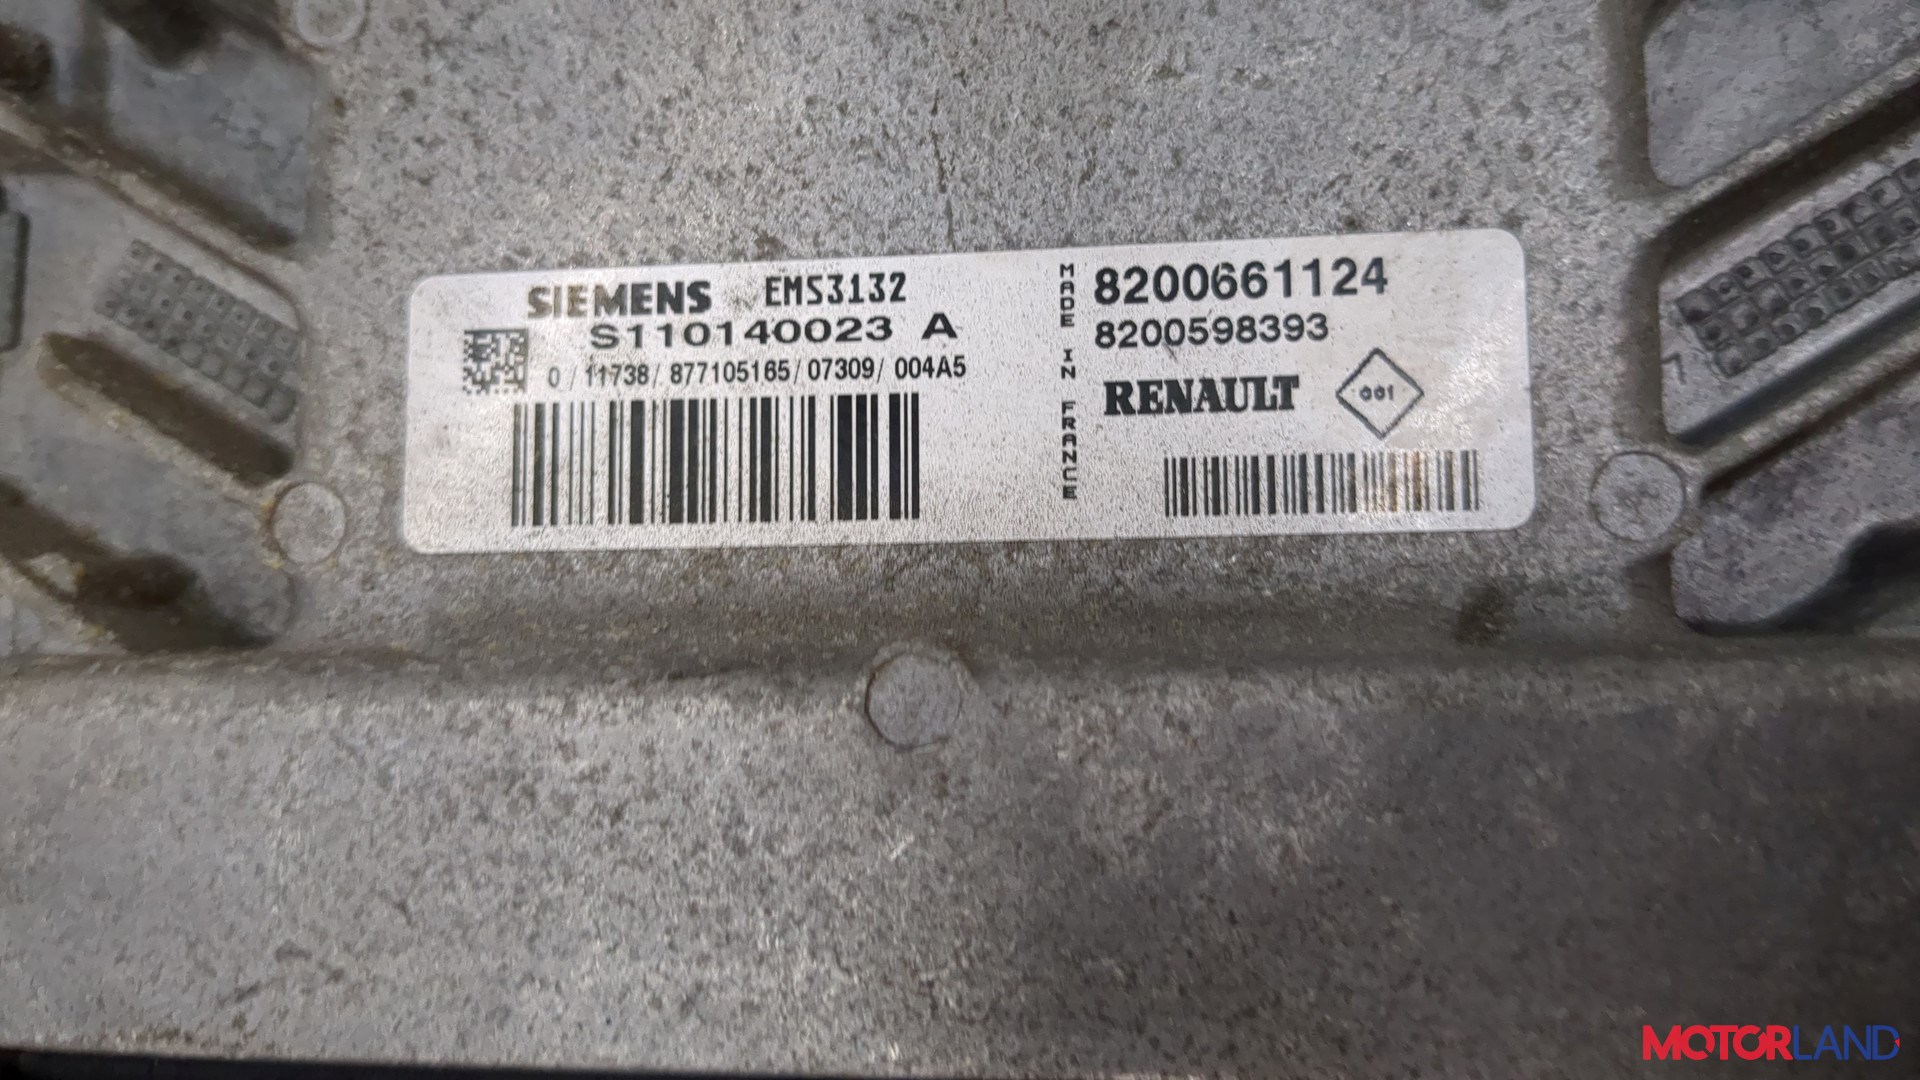 SIEMENS EMS3132
S110140023 A
0 / 11738 / 877105165 / 07309 / 004A5
MADE IN FRANCE
8200661124
8200598393
RENAULT 001
MOTORLAND